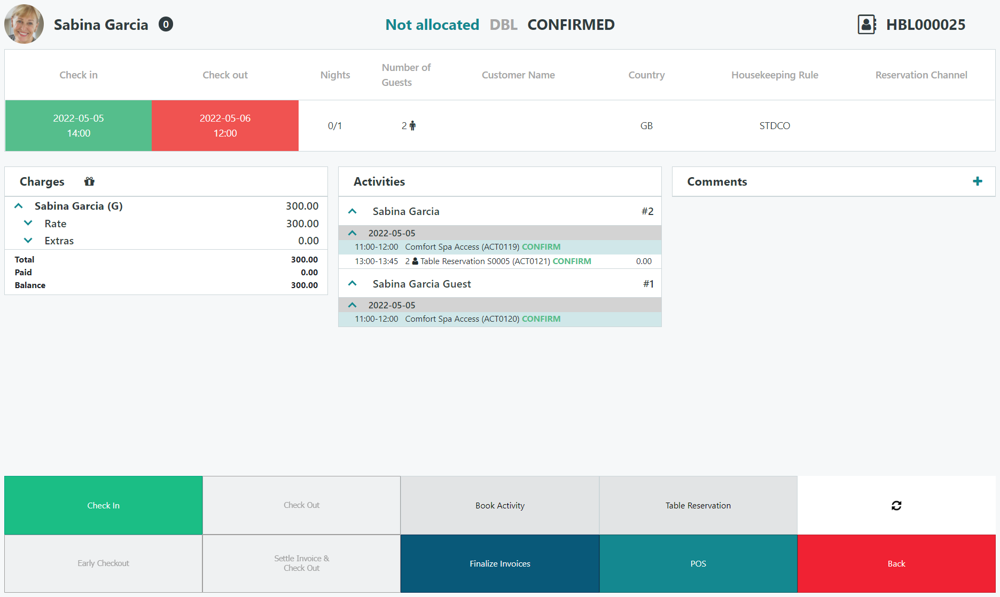 Sabina Garcia 0 Not allocated DBL CONFIRMED HBL000025
Check in Check out Nights Number of Guests Customer Name Country Housekeeping Rule Reservation Channel
2022-05-05 2022-05-06
14:00 12:00
0/1 2 GB STDCO
Charges
Sabina Garcia (G) 300.00
Rate 300.00
Extras 0.00
Total 300.00
Paid 0.00
Balance 300.00
Activities
Sabina Garcia #2
2022-05-05
11:00-12:00 Comfort Spa Access (ACT0119) CONFIRM
13:00-13:45 2 Table Reservation S0005 (ACT0121) CONFIRM 0.00
Sabina Garcia Guest #1
2022-05-05
11:00-12:00 Comfort Spa Access (ACT0120) CONFIRM
Comments
Check In Check Out Book Activity Table Reservation
Early Checkout Settle Invoice & Check Out Finalize Invoices POS Back